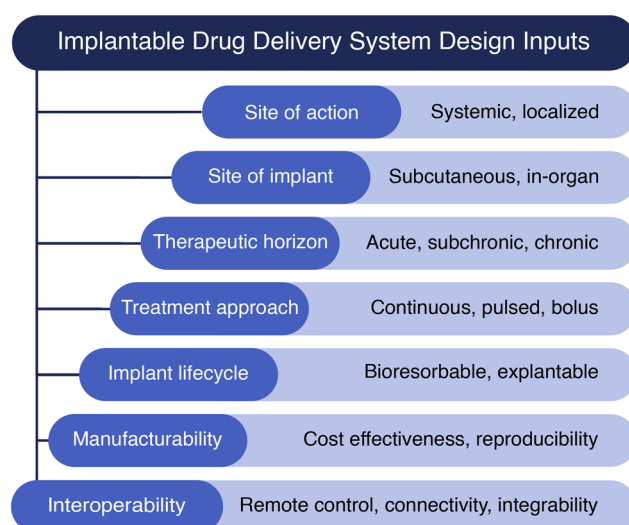 Implantable Drug Delivery System Design Inputs
Site of action Systemic, localized
Site of implant Subcutaneous, in-organ
Therapeutic horizon Acute, subchronic, chronic
Treatment approach Continuous, pulsed, bolus
Implant lifecycle Bioresorbable, explantable
Manufacturability Cost effectiveness, reproducibility
Interoperability Remote control, connectivity, integrability